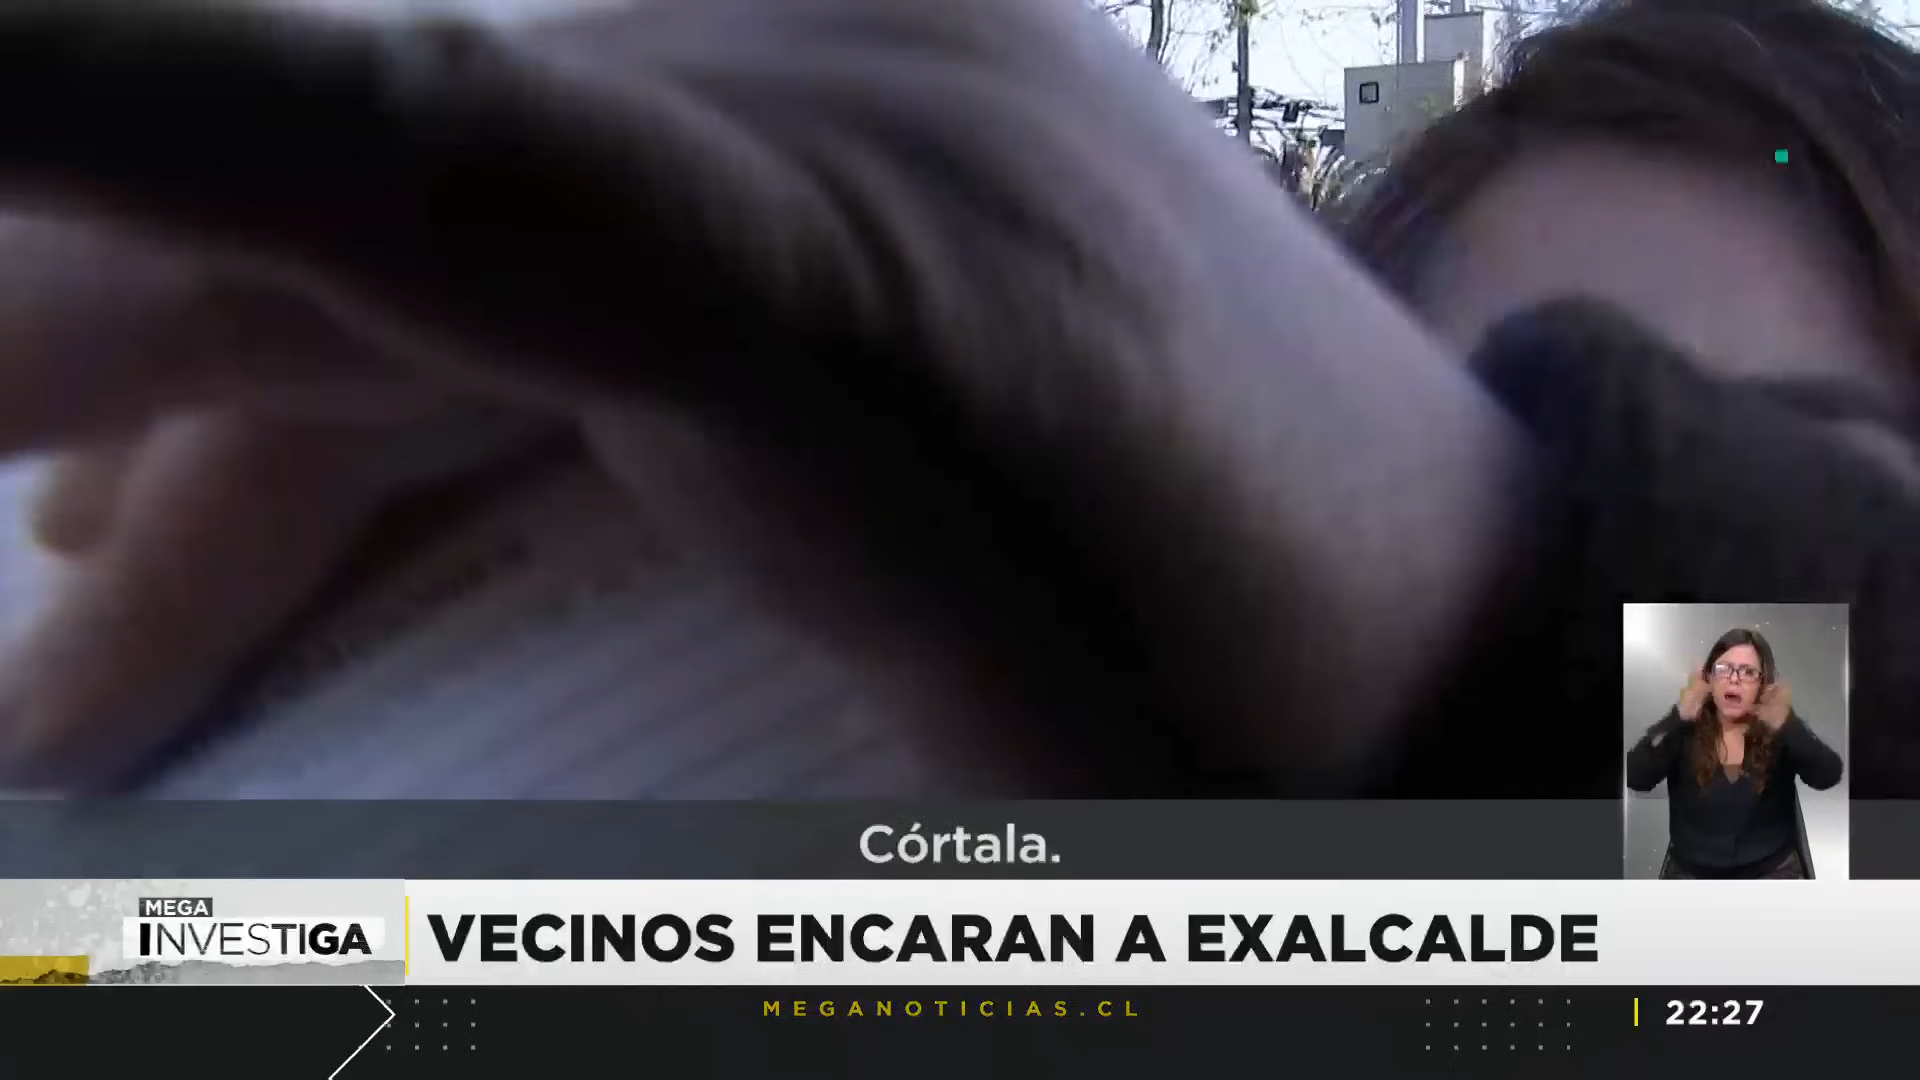 Córtala.
MEGA
INVESTIGA
VECINOS ENCARAN A EXALCALDE
MEGANOTICIAS.CL
22:27